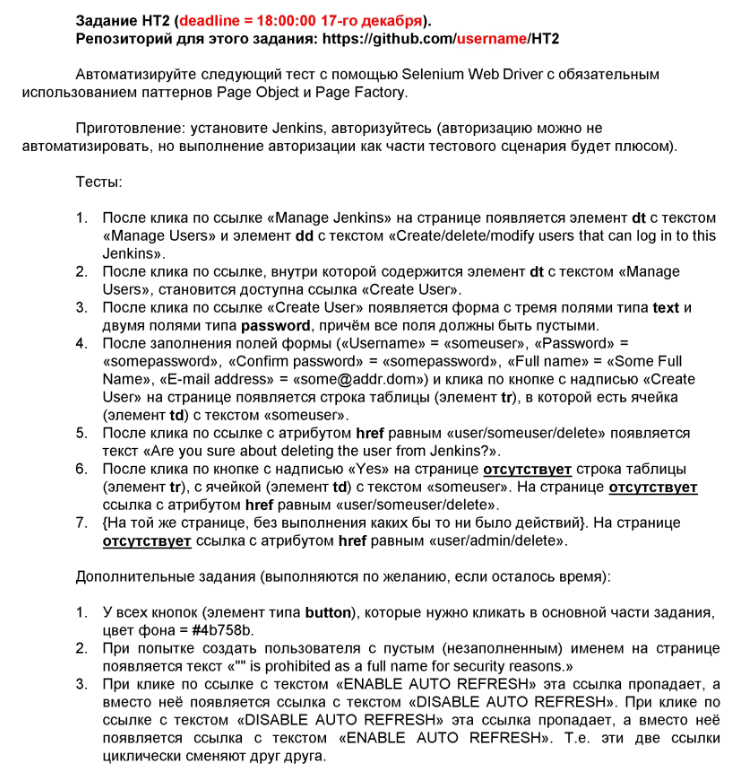 Задание HT2 (deadline = 18:00:00 17-го декабря).
Репозиторий для этого задания: https://github.com/username/HT2
Автоматизируйте следующий тест с помощью Selenium Web Driver с обязательным
использованием паттернов Page Object и Page Factory.
Приготовление: установите Jenkins, авторизуйтесь (авторизацию можно не
автоматизировать, но выполнение авторизации как части тестового сценария будет плюсом).
Тесты:
1. После клика по ссылке «Manage Jenkins» на странице появляется элемент dt с текстом
«Manage Users» и элемент dd с текстом «Create/delete/modify users that can log in to this
Jenkins».
2. После клика по ссылке, внутри которой содержится элемент dt с текстом «Manage
Users», становится доступна ссылка «Create User».
3. После клика по ссылке «Create User» появляется форма с тремя полями типа text и
двумя полями типа password, причём все поля должны быть пустыми.
4. После заполнения полей формы («Username» = «someuser», «Password» =
«somepassword», «Confirm password» = «somepassword», «Full name» = «Some Full
Name», «E-mail address» = «some@addr.dom») и клика по кнопке с надписью «Create
User» на странице появляется строка таблицы (элемент tr), в которой есть ячейка
(элемент td) с текстом «someuser».
5. После клика по ссылке с атрибутом href равным «user/someuser/delete» появляется
текст «Are you sure about deleting the user from Jenkins?».
6. После клика по кнопке с надписью «Yes» на странице отсутствует строка таблицы
(элемент tr), с ячейкой (элемент td) с текстом «someuser». На странице отсутствует
ссылка с атрибутом href равным «user/someuser/delete».
7. {На той же странице, без выполнения каких бы то ни было действий}. На странице
отсутствует ссылка с атрибутом href равным «user/admin/delete».
Дополнительные задания (выполняются по желанию, если осталось время):
1. У всех кнопок (элемент типа button), которые нужно кликать в основной части задания,
цвет фона = #4b758b.
2. При попытке создать пользователя с пустым (незаполненным) именем на странице
появляется текст «"" is prohibited as a full name for security reasons.»
3. При клике по ссылке с текстом «ENABLE AUTO REFRESH» эта ссылка пропадает, а
вместо неё появляется ссылка с текстом «DISABLE AUTO REFRESH». При клике по
ссылке с текстом «DISABLE AUTO REFRESH» эта ссылка пропадает, а вместо неё
появляется ссылка с текстом «ENABLE AUTO REFRESH». Т.е. эти две ссылки
циклически сменяют друг друга.